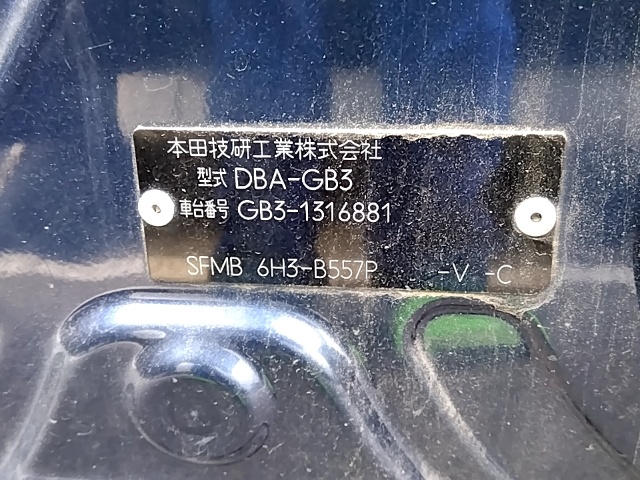 本田技研工業株式会社
型式 DBA-GB3
車台番号 GB3-1316881
SFMB 6H3-B557P -V -C